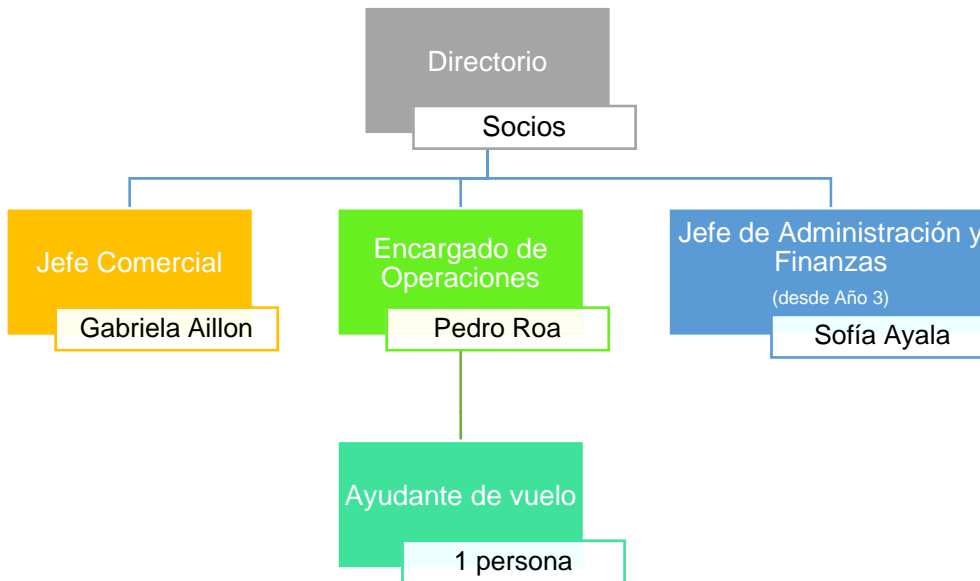 Directorio
Socios
Jefe Comercial
Gabriela Aillon
Encargado de
Operaciones
Pedro Roa
Jefe de Administración y
Finanzas
(desde Año 3)
Sofía Ayala
Ayudante de vuelo
1 persona